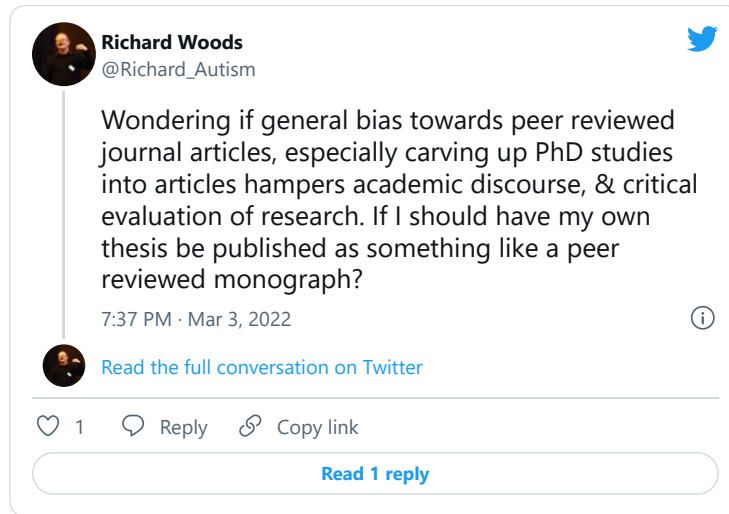 Richard Woods
@Richard_Autism
Wondering if general bias towards peer reviewed
journal articles, especially carving up PhD studies
into articles hampers academic discourse, & critical
evaluation of research. If I should have my own
thesis be published as something like a peer
reviewed monograph?
7:37 PM · Mar 3, 2022
Read the full conversation on Twitter
1 Reply Copy link
Read 1 reply